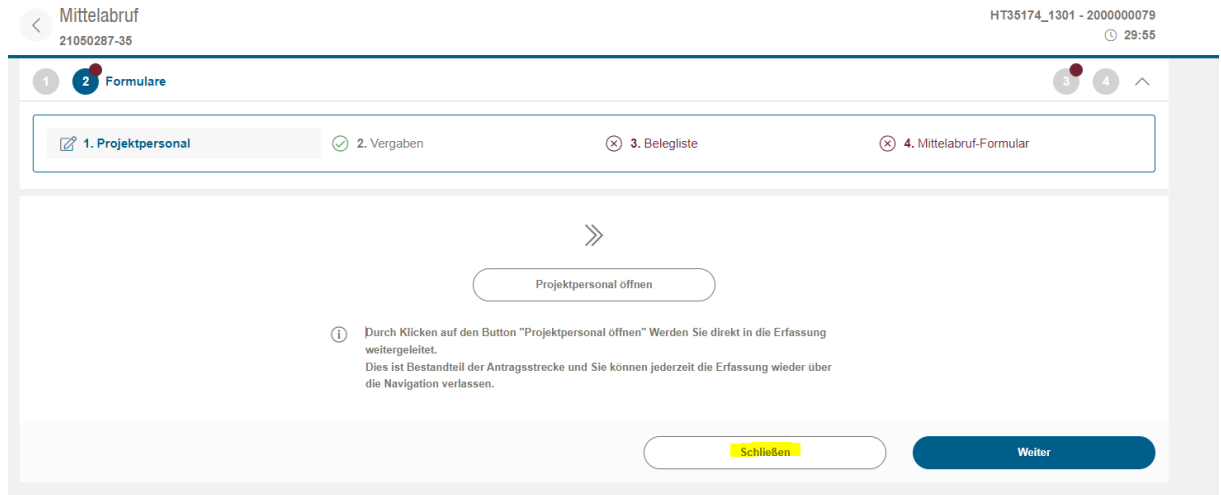 Mittelabruf
21050287-35
HT35174_1301 - 2000000079
29:55
1 2 Formulare 3 4
1. Projektpersonal 2. Vergaben 3. Belegliste 4. Mittelabruf-Formular
Projektpersonal öffnen
Durch Klicken auf den Button "Projektpersonal öffnen" Werden Sie direkt in die Erfassung
weitergeleitet.
Dies ist Bestandteil der Antragsstrecke und Sie können jederzeit die Erfassung wieder über
die Navigation verlassen.
Schließen Weiter